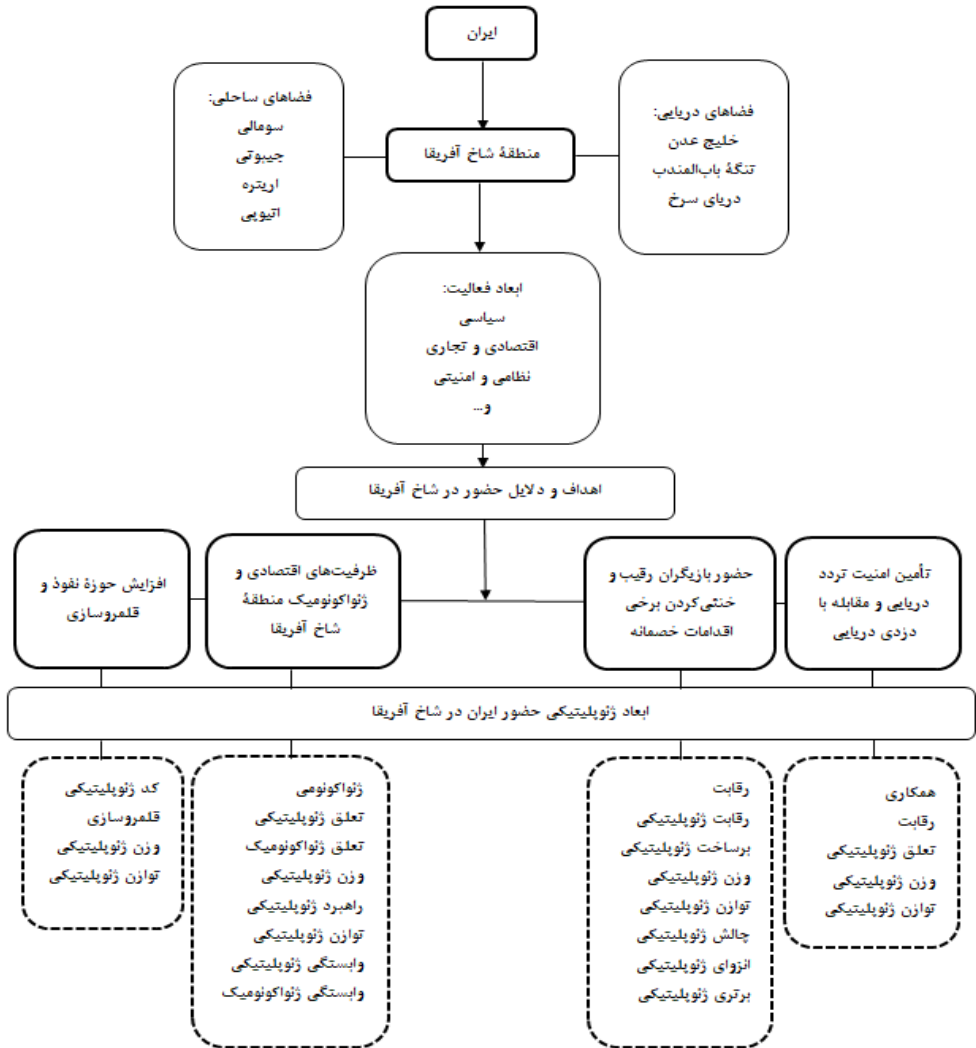 ایران
فضاهای دریایی:
خلیج عدن
تنگهٔ باب‌المندب
دریای سرخ
منطقهٔ شاخ آفریقا
فضاهای ساحلی:
سومالی
جیبوتی
اریتره
اتیوپی
ابعاد فعالیت:
سیاسی
اقتصادی و تجاری
نظامی و امنیتی
و...
اهداف و دلایل حضور در شاخ آفریقا
تأمین امنیت تردد
دریایی و مقابله با
دزدی دریایی
حضور بازیگران رقیب و
خنثی‌کردن برخی
اقدامات خصمانه
ظرفیت‌های اقتصادی و
ژئواکونومیک منطقهٔ
شاخ آفریقا
افزایش حوزهٔ نفوذ و
قلمروسازی
ابعاد ژئوپلیتیکی حضور ایران در شاخ آفریقا
همکاری
رقابت
تعلق ژئوپلیتیکی
وزن ژئوپلیتیکی
توازن ژئوپلیتیکی
رقابت
رقابت ژئوپلیتیکی
برساخت ژئوپلیتیکی
وزن ژئوپلیتیکی
توازن ژئوپلیتیکی
چالش ژئوپلیتیکی
انزوای ژئوپلیتیکی
برتری ژئوپلیتیکی
ژئواکونومی
تعلق ژئوپلیتیکی
تعلق ژئواکونومیک
وزن ژئوپلیتیکی
راهبرد ژئوپلیتیکی
توازن ژئوپلیتیکی
وابستگی ژئوپلیتیکی
وابستگی ژئواکونومیک
کد ژئوپلیتیکی
قلمروسازی
وزن ژئوپلیتیکی
توازن ژئوپلیتیکی